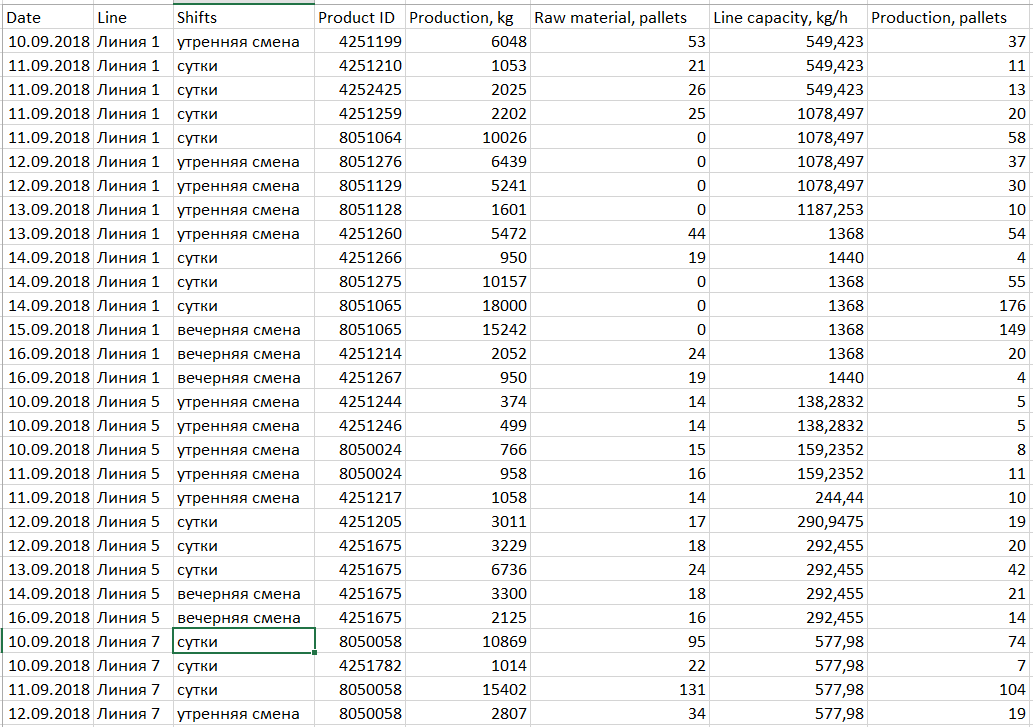 Date Line Shifts Product ID Production, kg Raw material, pallets Line capacity, kg/h Production, pallets
10.09.2018 Линия 1 утренняя смена 4251199 6048 53 549,423 37
11.09.2018 Линия 1 сутки 4251210 1053 21 549,423 11
11.09.2018 Линия 1 сутки 4252425 2025 26 549,423 13
11.09.2018 Линия 1 сутки 4251259 2202 25 1078,497 20
11.09.2018 Линия 1 сутки 8051064 10026 0 1078,497 58
12.09.2018 Линия 1 утренняя смена 8051276 6439 0 1078,497 37
12.09.2018 Линия 1 утренняя смена 8051129 5241 0 1078,497 30
13.09.2018 Линия 1 утренняя смена 8051128 1601 0 1187,253 10
13.09.2018 Линия 1 утренняя смена 4251260 5472 44 1368 54
14.09.2018 Линия 1 сутки 4251266 950 19 1440 4
14.09.2018 Линия 1 сутки 8051275 10157 0 1368 55
14.09.2018 Линия 1 сутки 8051065 18000 0 1368 176
15.09.2018 Линия 1 вечерняя смена 8051065 15242 0 1368 149
16.09.2018 Линия 1 вечерняя смена 4251214 2052 24 1368 20
16.09.2018 Линия 1 вечерняя смена 4251267 950 19 1440 4
10.09.2018 Линия 5 утренняя смена 4251244 374 14 138,2832 5
10.09.2018 Линия 5 утренняя смена 4251246 499 14 138,2832 5
10.09.2018 Линия 5 утренняя смена 8050024 766 15 159,2352 8
11.09.2018 Линия 5 утренняя смена 8050024 958 16 159,2352 11
11.09.2018 Линия 5 утренняя смена 4251217 1058 14 244,44 10
12.09.2018 Линия 5 сутки 4251205 3011 17 290,9475 19
12.09.2018 Линия 5 сутки 4251675 3229 18 292,455 20
13.09.2018 Линия 5 сутки 4251675 6736 24 292,455 42
14.09.2018 Линия 5 вечерняя смена 4251675 3300 18 292,455 21
16.09.2018 Линия 5 вечерняя смена 4251675 2125 16 292,455 14
10.09.2018 Линия 7 сутки 8050058 10869 95 577,98 74
10.09.2018 Линия 7 сутки 4251782 1014 22 577,98 7
11.09.2018 Линия 7 сутки 8050058 15402 131 577,98 104
12.09.2018 Линия 7 утренняя смена 8050058 2807 34 577,98 19